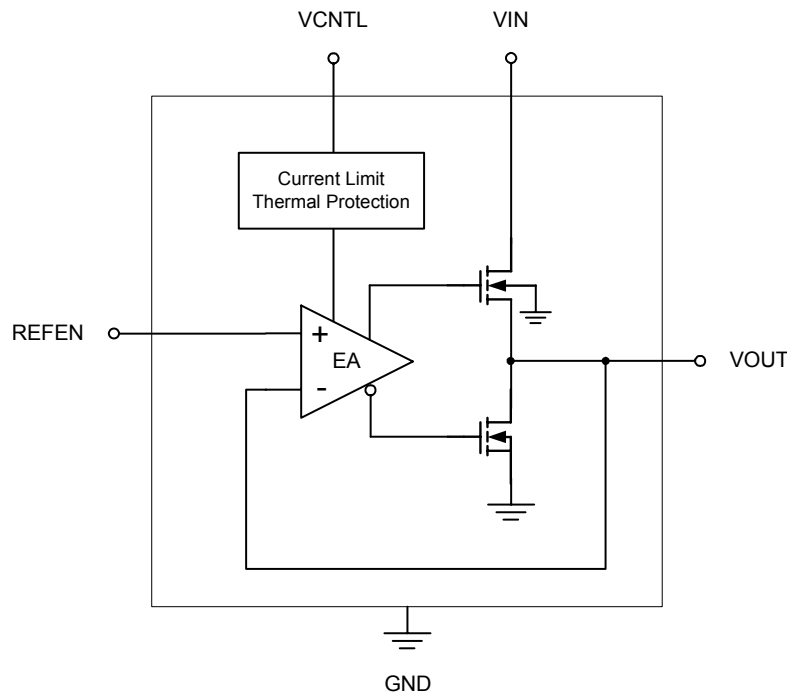 VCNTL
VIN
Current Limit
Thermal Protection
REFEN
+
EA
-
VOUT
GND